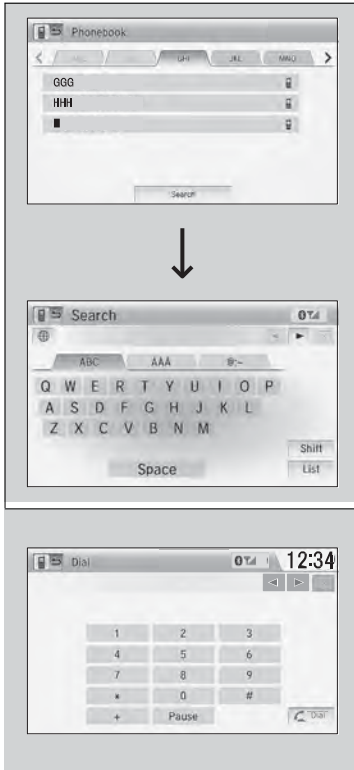 Phonebook
GHI JKL MNO
GGG
HHH
Search
Search
ABC ÀÀÀ @:~
Q W E R T Y U I O P
A S D F G H J K L
Z X C V B N M
Shift
Space List
Dial 12:34
1 2 3
4 5 6
7 8 9
* 0 #
+ Pause Dial